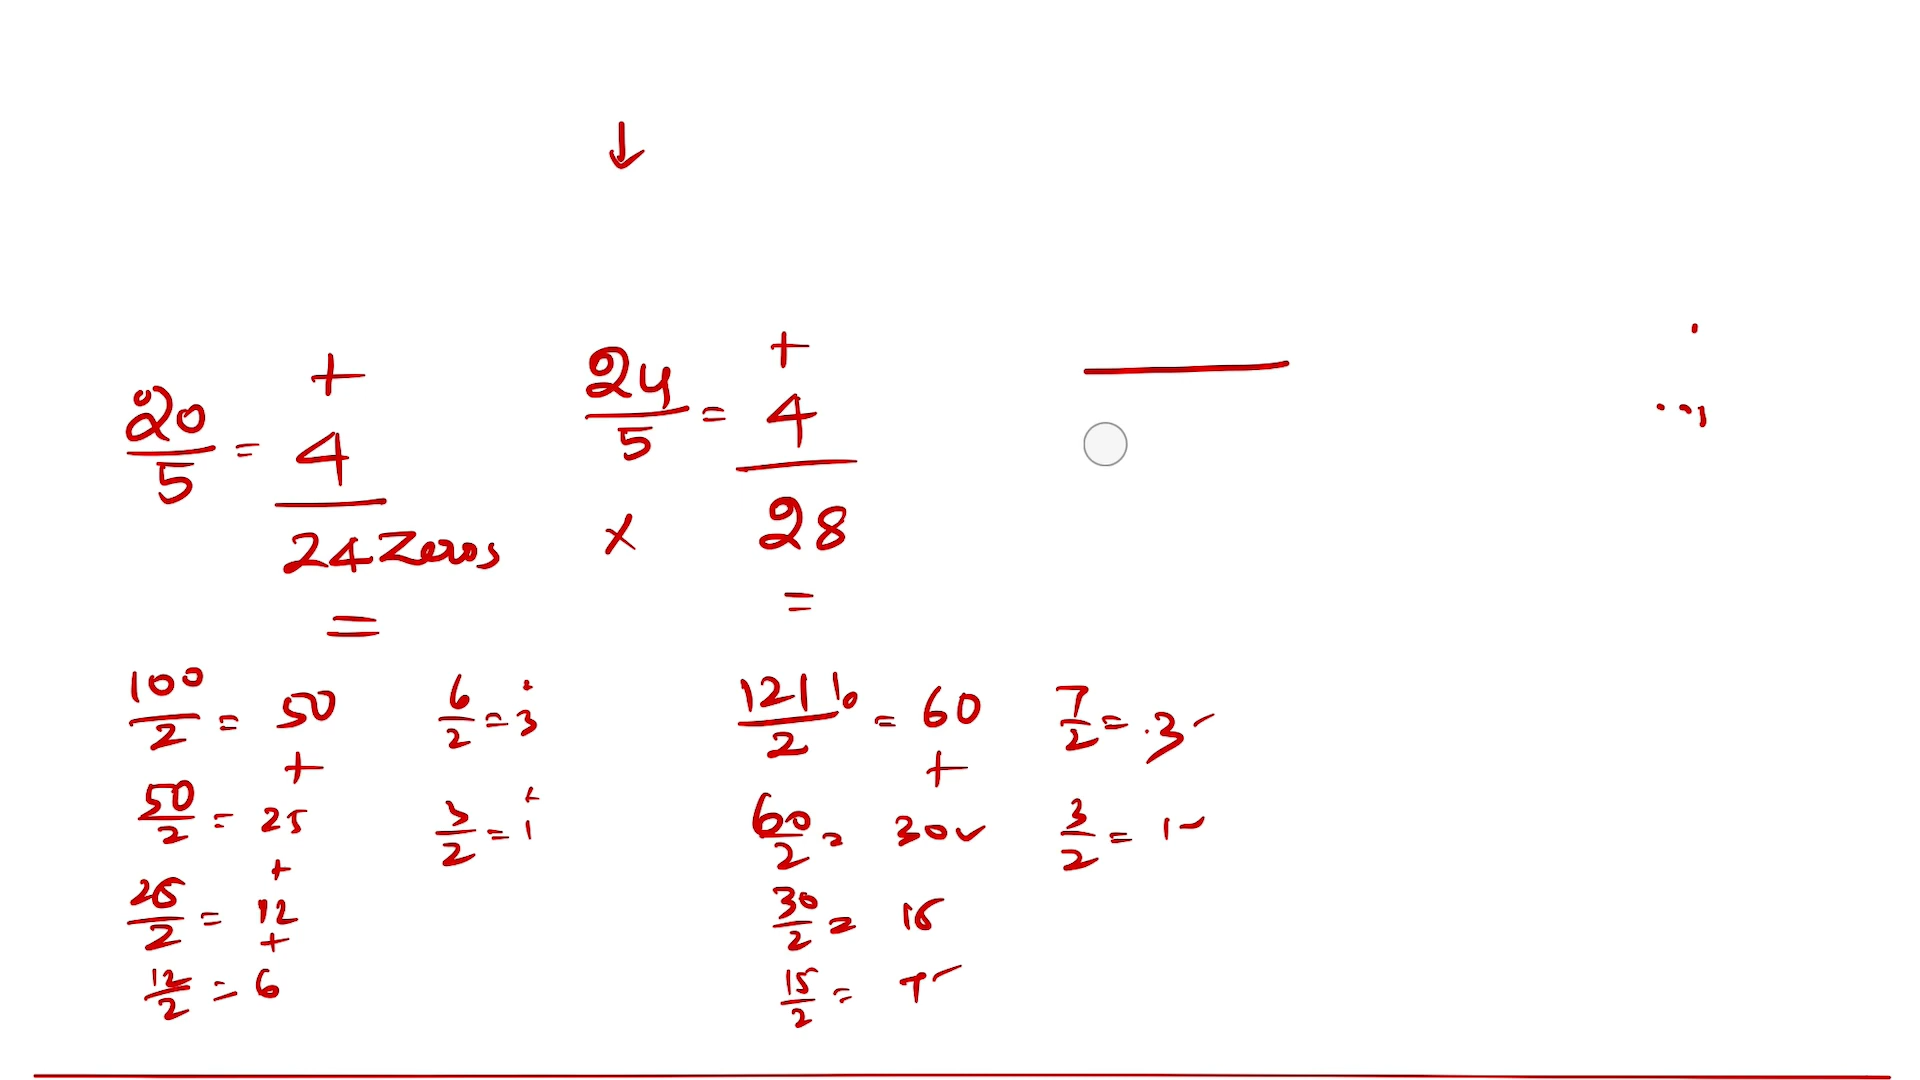 ↓
+
20/5 = 4
24 Zeros
=
+
24/5 = 4
x 28
=
100/2 = 50
+
50/2 = 25
+
25/2 = 12
+
12/2 = 6
6/2 = 3
+
3/2 = 1
121/2 = 60
+
60/2 = 30 ✓
30/2 = 15
15/2 = 7
7/2 = 3
3/2 = 1